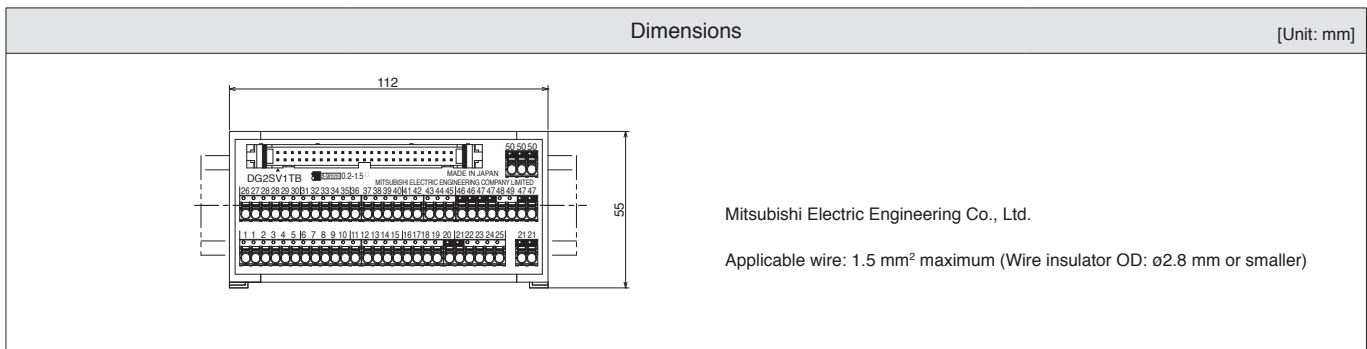 Dimensions
[Unit: mm]
112
50 50 50
DG2SV1TB 0.2-1.5
MADE IN JAPAN
MITSUBISHI ELECTRIC ENGINEERING COMPANY LIMITED
26 27 28 28 29 30 31 32 33 34 35 36 37 38 39 40 41 42 43 44 45 46 46 47 47 48 49 47 47
1 1 2 3 4 5 6 7 8 9 10 11 12 13 14 15 16 17 18 19 20 21 22 23 24 25 21 21
55
Mitsubishi Electric Engineering Co., Ltd.
Applicable wire: 1.5 mm² maximum (Wire insulator OD: ø2.8 mm or smaller)